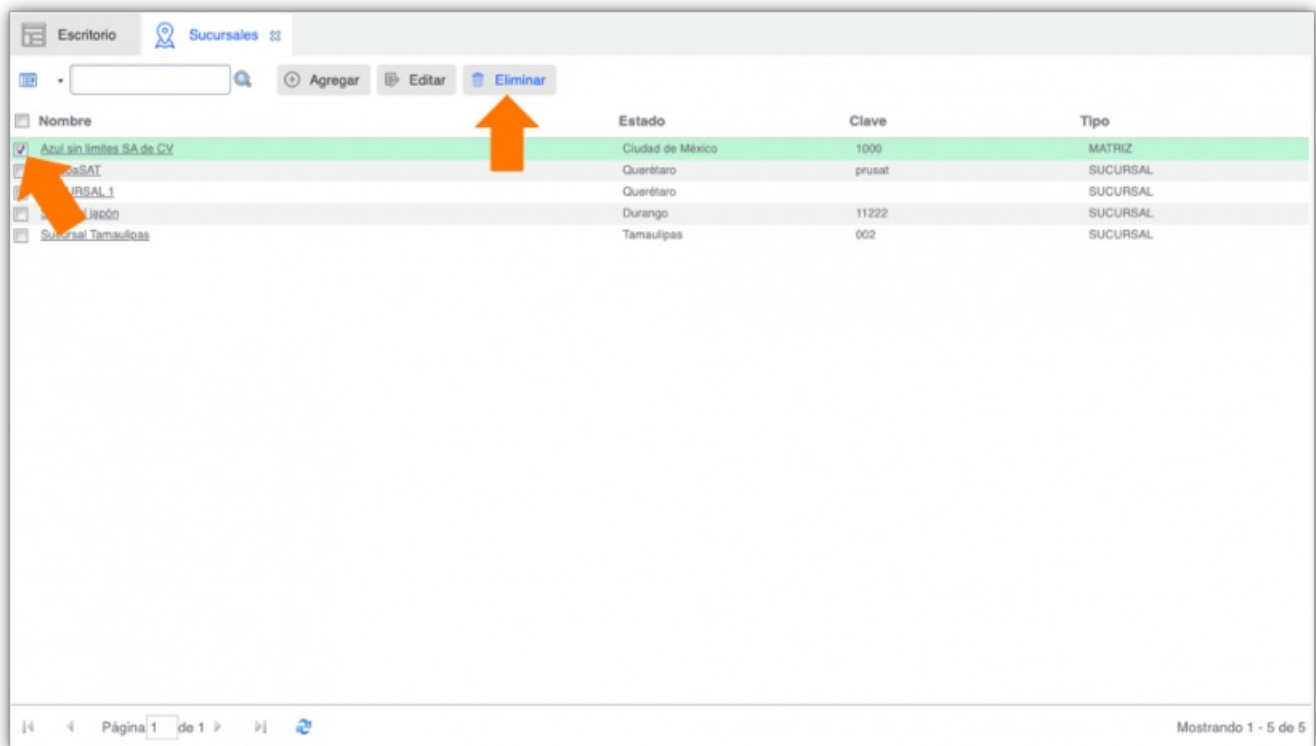 Escritorio Sucursales
Agregar Editar Eliminar
Nombre Estado Clave Tipo
Azul sin limites SA de CV Ciudad de México 1000 MATRIZ
Querétaro prusat SUCURSAL
1 Querétaro SUCURSAL
japón Durango 11222 SUCURSAL
Sucursal Tamaulipas Tamaulipas 002 SUCURSAL
Página 1 de 1 Mostrando 1 - 5 de 5